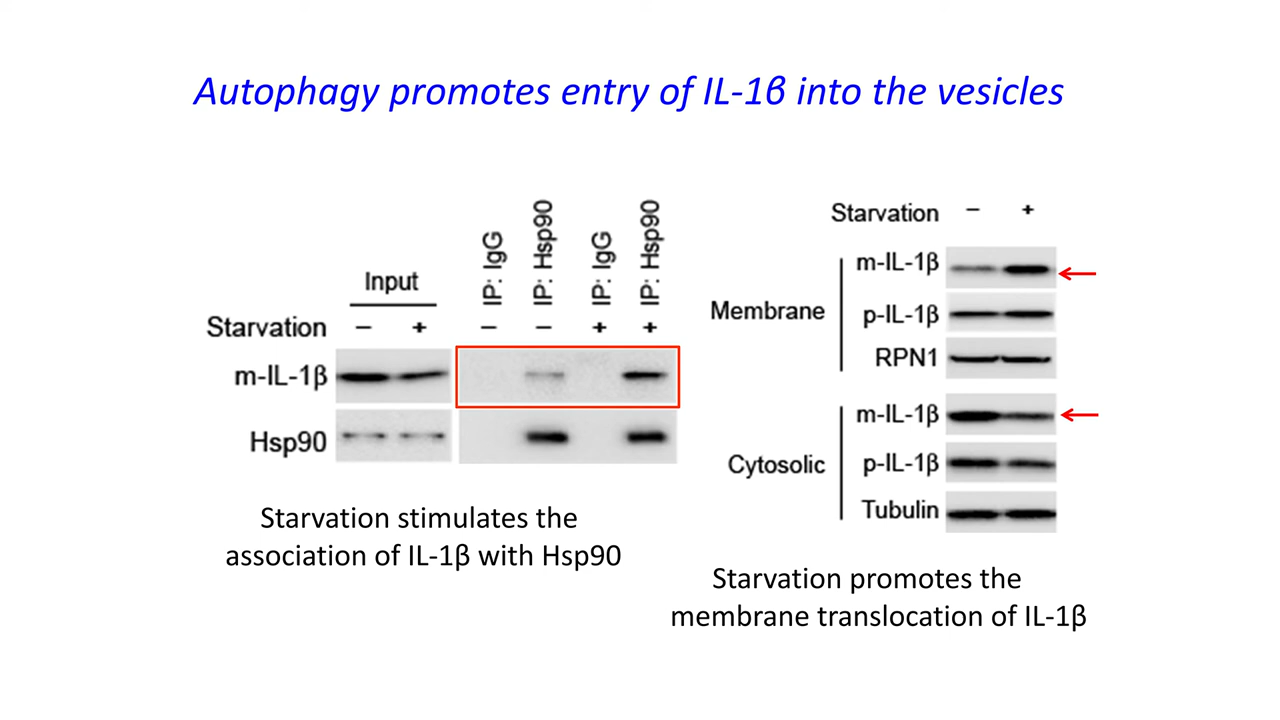 Autophagy promotes entry of IL-1β into the vesicles
Input
IP: IgG
IP: Hsp90
IP: IgG
IP: Hsp90
Starvation − + − − + +
m-IL-1β
Hsp90
Starvation stimulates the
association of IL-1β with Hsp90
Starvation − +
Membrane
m-IL-1β
p-IL-1β
RPN1
Cytosolic
m-IL-1β
p-IL-1β
Tubulin
Starvation promotes the
membrane translocation of IL-1β